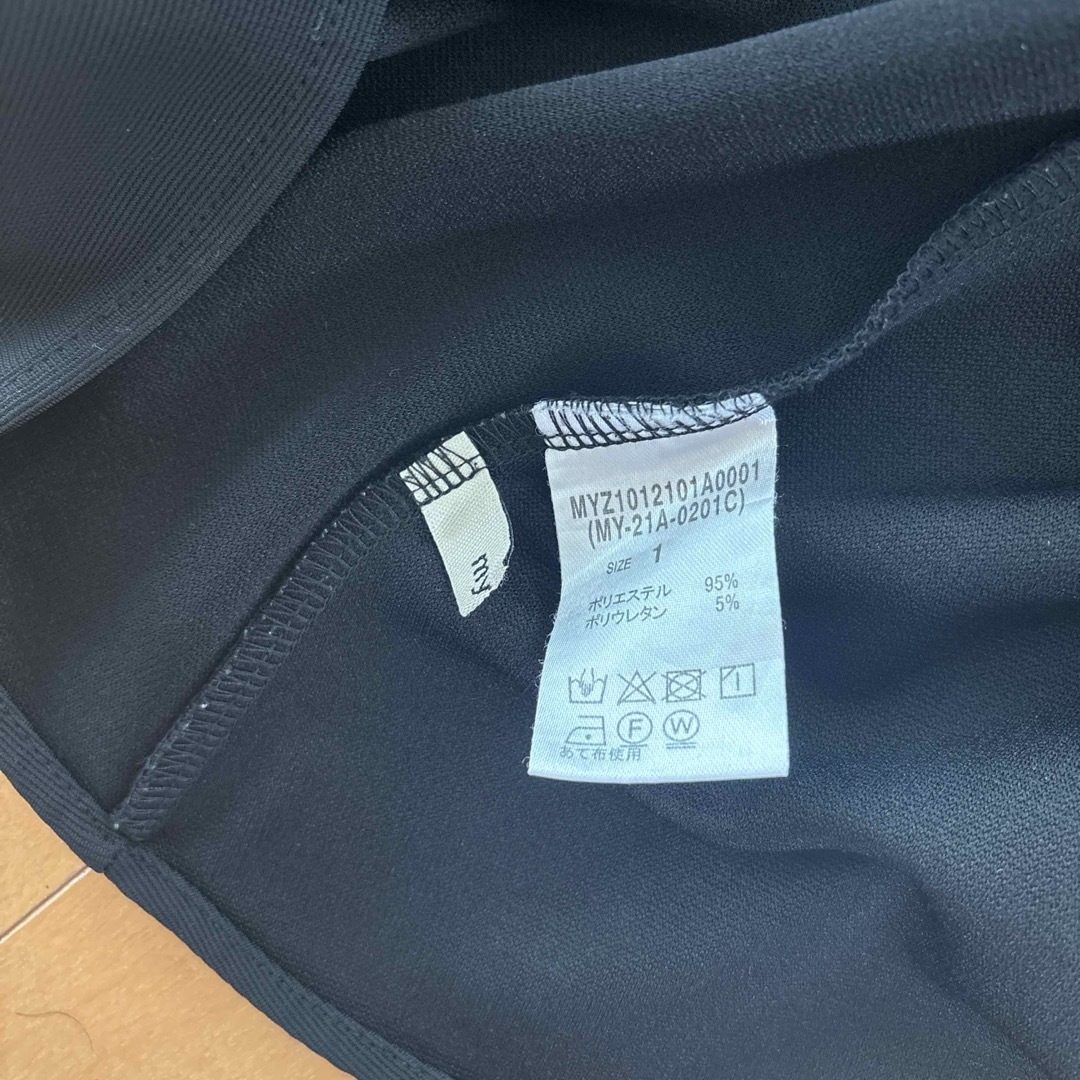 MYZ1012101A0001
(MY-21A-0201C)
SIZE 1
ポリエステル 95%
ポリウレタン 5%
F W
あて布使用